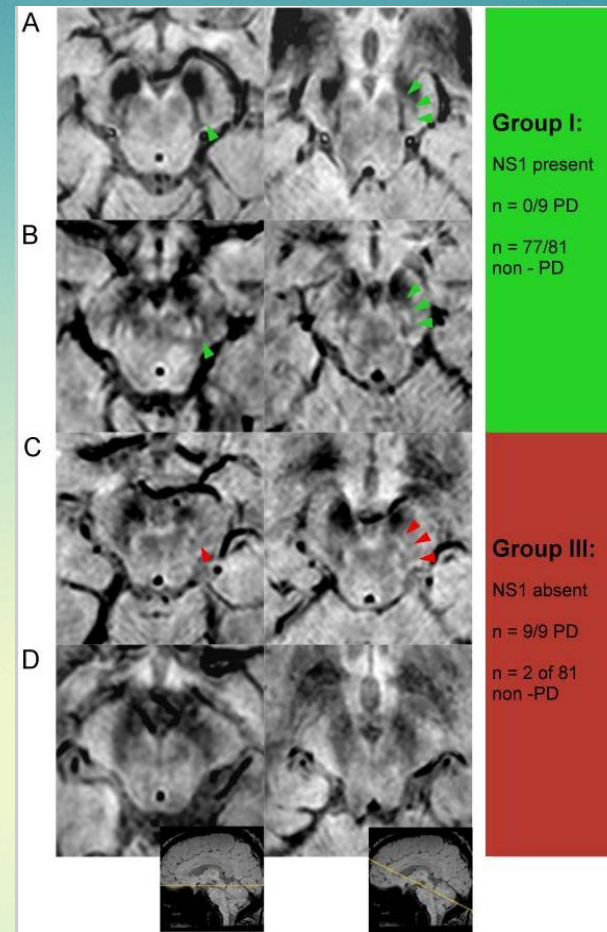 A
B
C
D
Group I:
NS1 present
n = 0/9 PD
n = 77/81
non - PD
Group III:
NS1 absent
n = 9/9 PD
n = 2 of 81
non -PD